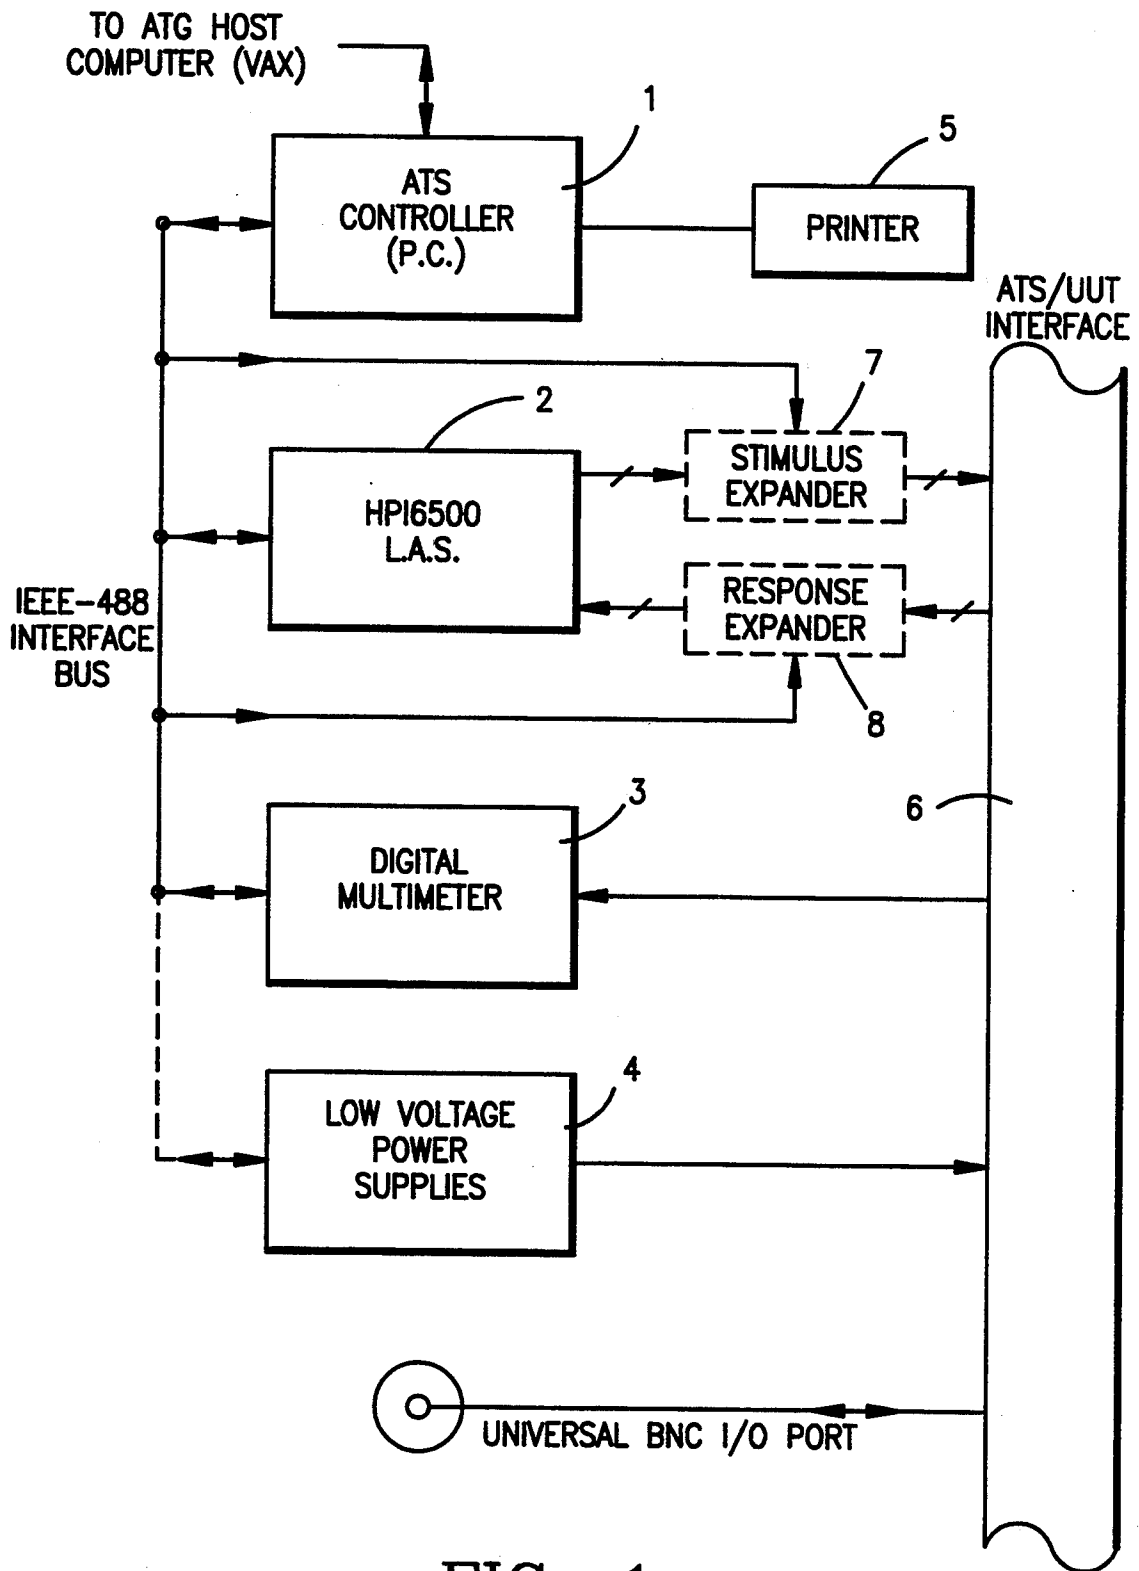 TO ATG HOST
COMPUTER (VAX)
1
ATS
CONTROLLER
(P.C.)
5
PRINTER
ATS/UUT
INTERFACE
7
2
STIMULUS
EXPANDER
HP16500
L.A.S.
RESPONSE
EXPANDER
IEEE-488
INTERFACE
BUS
8
3
6
DIGITAL
MULTIMETER
4
LOW VOLTAGE
POWER
SUPPLIES
UNIVERSAL BNC I/O PORT